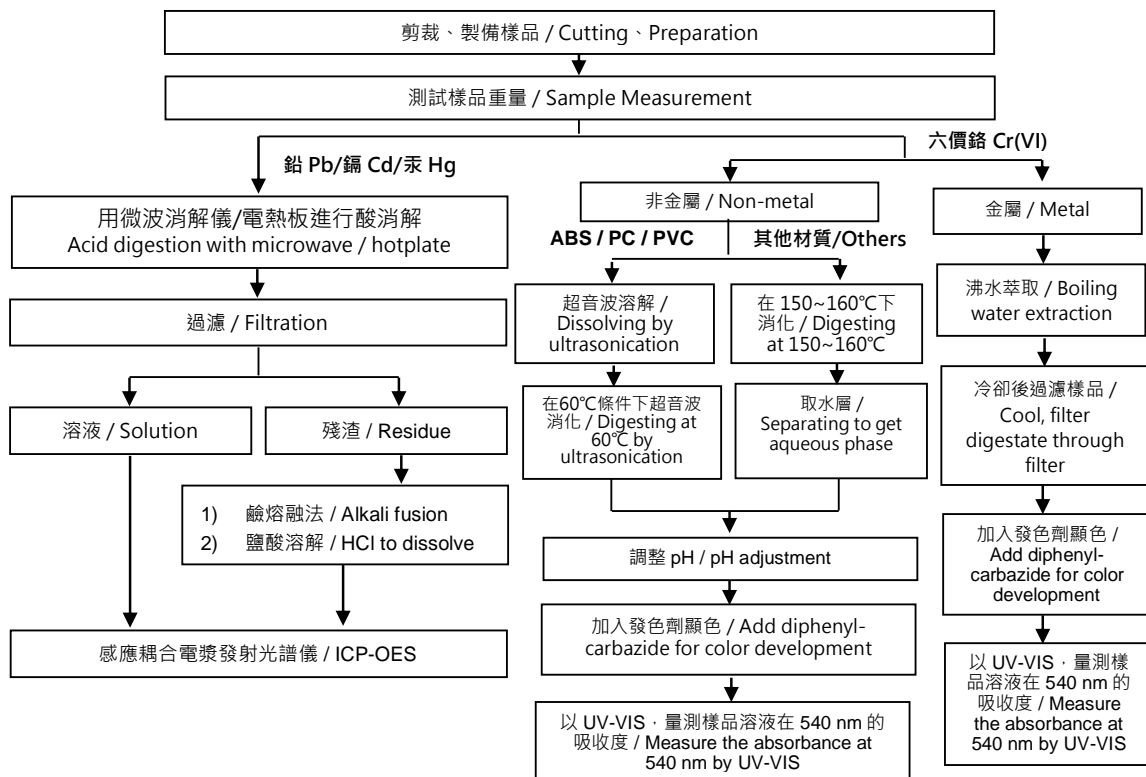 剪裁、製備樣品 / Cutting、Preparation
測試樣品重量 / Sample Measurement
鉛 Pb/鎘 Cd/汞 Hg
六價鉻 Cr(VI)
用微波消解儀/電熱板進行酸消解
Acid digestion with microwave / hotplate
過濾 / Filtration
溶液 / Solution
殘渣 / Residue
1) 鹼熔融法 / Alkali fusion
2) 鹽酸溶解 / HCl to dissolve
感應耦合電漿發射光譜儀 / ICP-OES
非金屬 / Non-metal
ABS / PC / PVC
其他材質/Others
超音波溶解 /
Dissolving by
ultrasonication
在 150~160℃下
消化 / Digesting
at 150~160℃
在60℃條件下超音波
消化 / Digesting at
60℃ by
ultrasonication
取水層 /
Separating to get
aqueous phase
調整 pH / pH adjustment
加入發色劑顯色 / Add diphenyl-
carbazide for color development
以 UV-VIS，量測樣品溶液在 540 nm 的
吸收度 / Measure the absorbance at
540 nm by UV-VIS
金屬 / Metal
沸水萃取 / Boiling
water extraction
冷卻後過濾樣品 /
Cool, filter
digestate through
filter
加入發色劑顯色 /
Add diphenyl-
carbazide for color
development
以 UV-VIS，量測樣
品溶液在 540 nm 的
吸收度 / Measure
the absorbance at
540 nm by UV-VIS